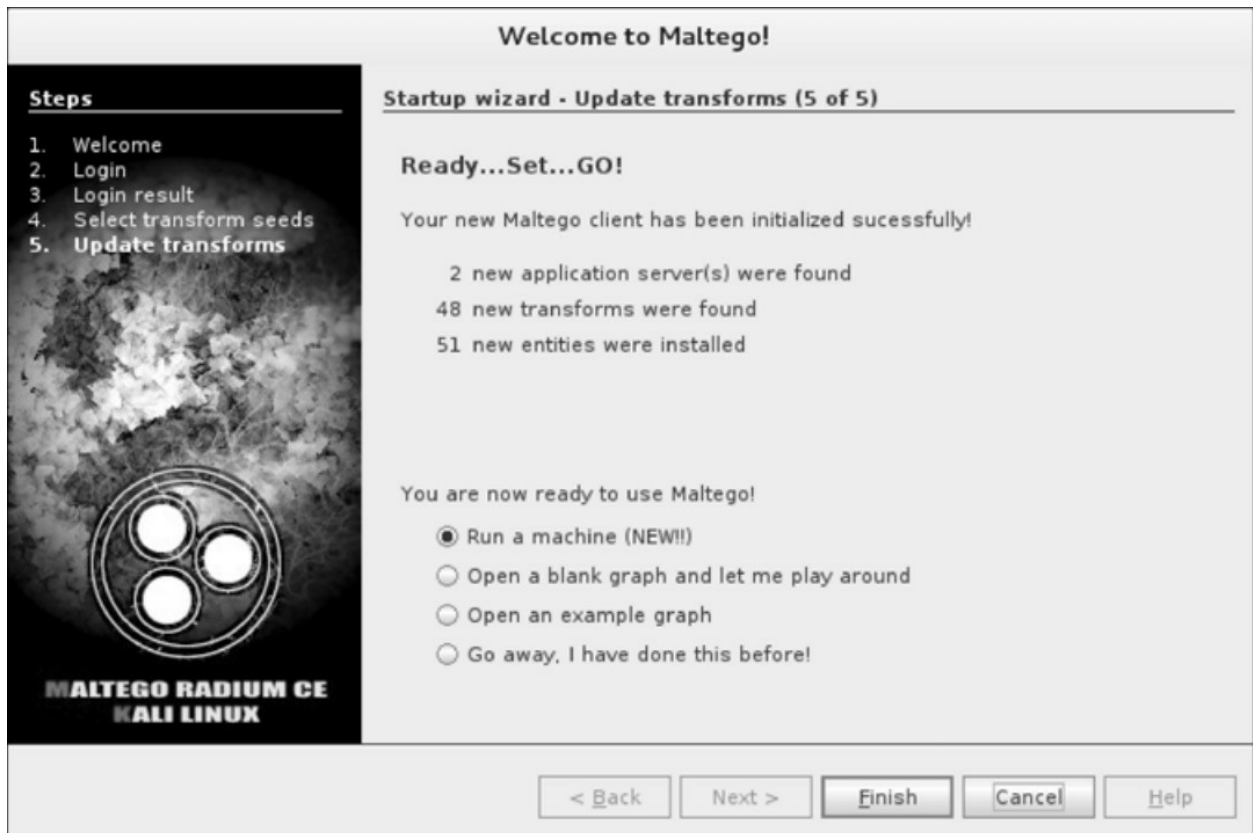 Welcome to Maltego!
Steps
1. Welcome
2. Login
3. Login result
4. Select transform seeds
5. Update transforms
MALTEGO RADIUM CE
KALI LINUX
Startup wizard - Update transforms (5 of 5)
Ready...Set...GO!
Your new Maltego client has been initialized sucessfully!
2 new application server(s) were found
48 new transforms were found
51 new entities were installed
You are now ready to use Maltego!
Run a machine (NEW!!)
Open a blank graph and let me play around
Open an example graph
Go away, I have done this before!
< Back
Next >
Finish
Cancel
Help